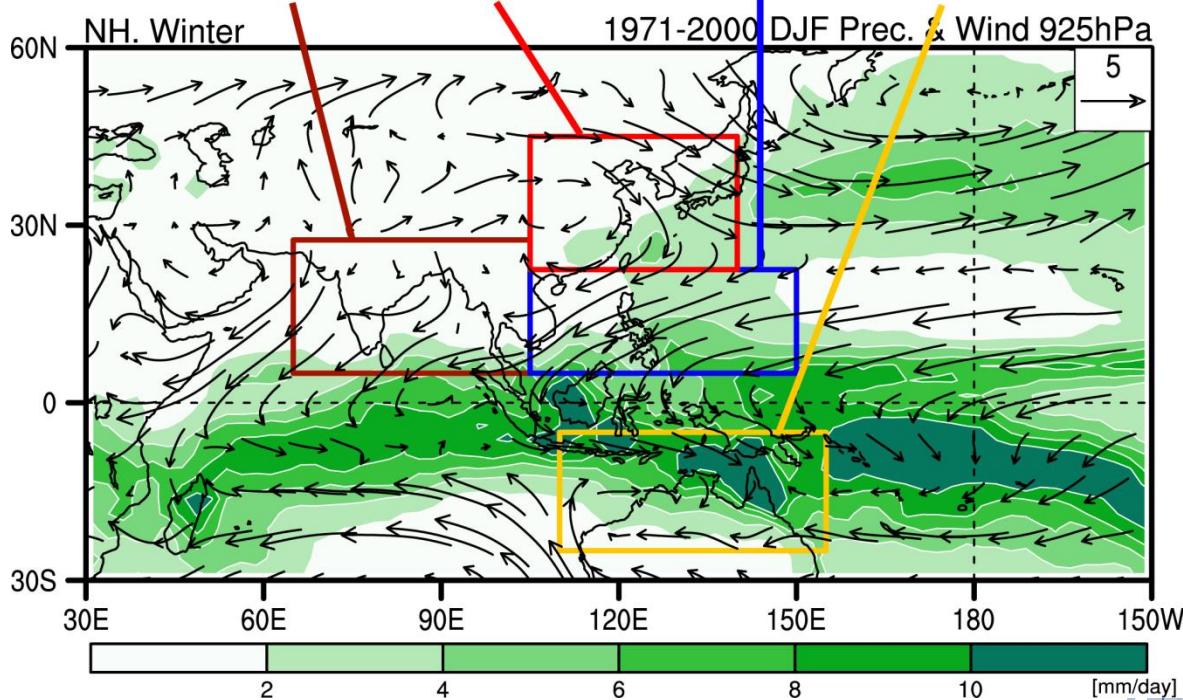 NH. Winter
1971-2000 DJF Prec. & Wind 925hPa
5
60N
30N
0
30S
30E 60E 90E 120E 150E 180 150W
2 4 6 8 10 [mm/day]